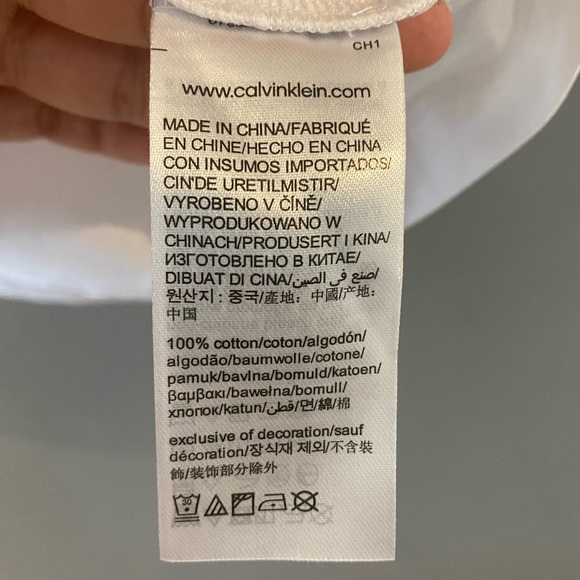 CH1
www.calvinklein.com
MADE IN CHINA/FABRIQUÉ
EN CHINE/HECHO EN CHINA
CON INSUMOS IMPORTADOS/
CIN'DE URETILMISTIR/
VYROBENO V ČÍNĚ/
WYPRODUKOWANO W
CHINACH/PRODUSERT I KINA/
ИЗГОТОВЛЕНО В КИТАЕ/
DIBUAT DI CINA/صنع في الصين/
원산지 : 중국/產地：中國/产地：
中国
100% cotton/coton/algodón/
algodão/baumwolle/cotone/
pamuk/bavlna/bomuld/katoen/
βαμβακι/bawełna/bomull/
хлопок/katun/قطن/면/綿/棉
exclusive of decoration/sauf
décoration/장식재 제외/不含裝
飾/装饰部分除外
30